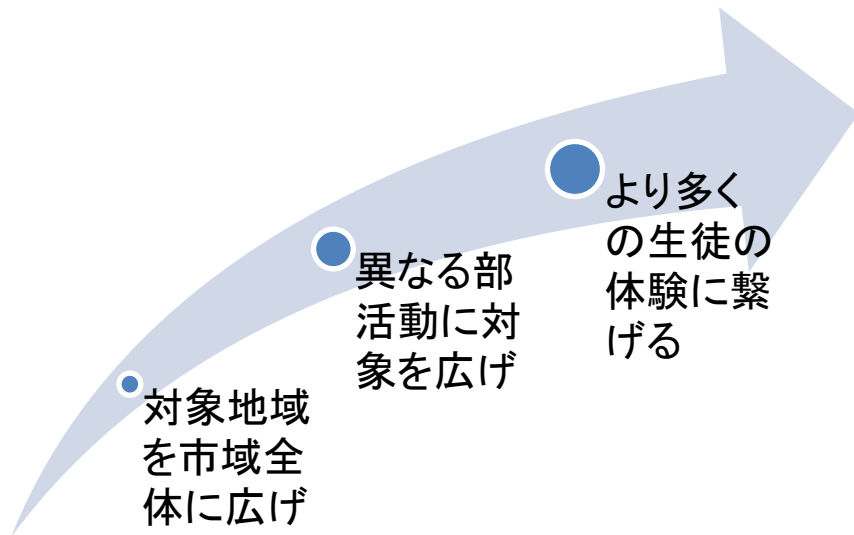 対象地域
を市域全
体に広げ
異なる部
活動に対
象を広げ
より多く
の生徒の
体験に繋
げる